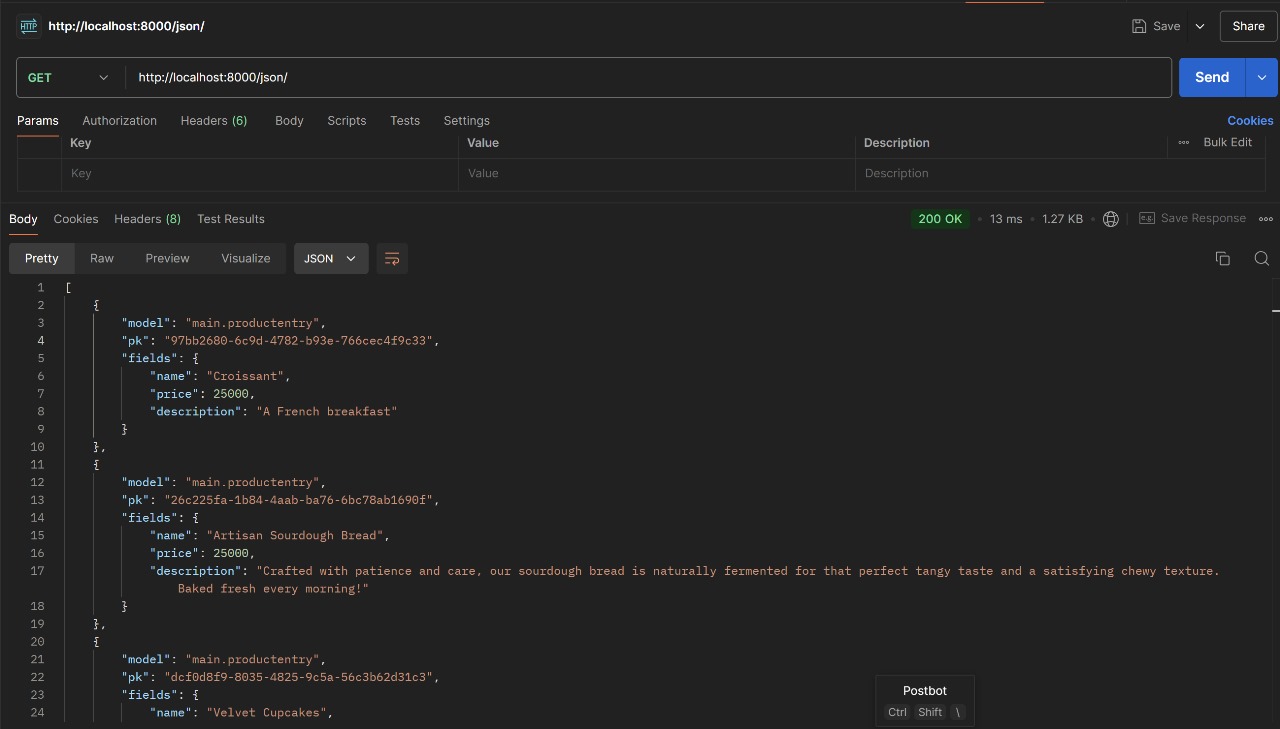 HTTP http://localhost:8000/json/ Save Share
GET http://localhost:8000/json/ Send
Params Authorization Headers (6) Body Scripts Tests Settings Cookies
Key Value Description Bulk Edit
Key Value Description
Body Cookies Headers (8) Test Results 200 OK 13 ms 1.27 KB e.g. Save Response
Pretty Raw Preview Visualize JSON
1 [
2 {
3 "model": "main.productentry",
4 "pk": "97bb2680-6c9d-4782-b93e-766cec4f9c33",
5 "fields": {
6 "name": "Croissant",
7 "price": 25000,
8 "description": "A French breakfast"
9 }
10 },
11 {
12 "model": "main.productentry",
13 "pk": "26c225fa-1b84-4aab-ba76-6bc78ab1690f",
14 "fields": {
15 "name": "Artisan Sourdough Bread",
16 "price": 25000,
17 "description": "Crafted with patience and care, our sourdough bread is naturally fermented for that perfect tangy taste and a satisfying chewy texture.
Baked fresh every morning!"
18 }
19 },
20 {
21 "model": "main.productentry",
22 "pk": "dcf0d8f9-8035-4825-9c5a-56c3b62d31c3",
23 "fields": {
24 "name": "Velvet Cupcakes",
Postbot
Ctrl Shift \